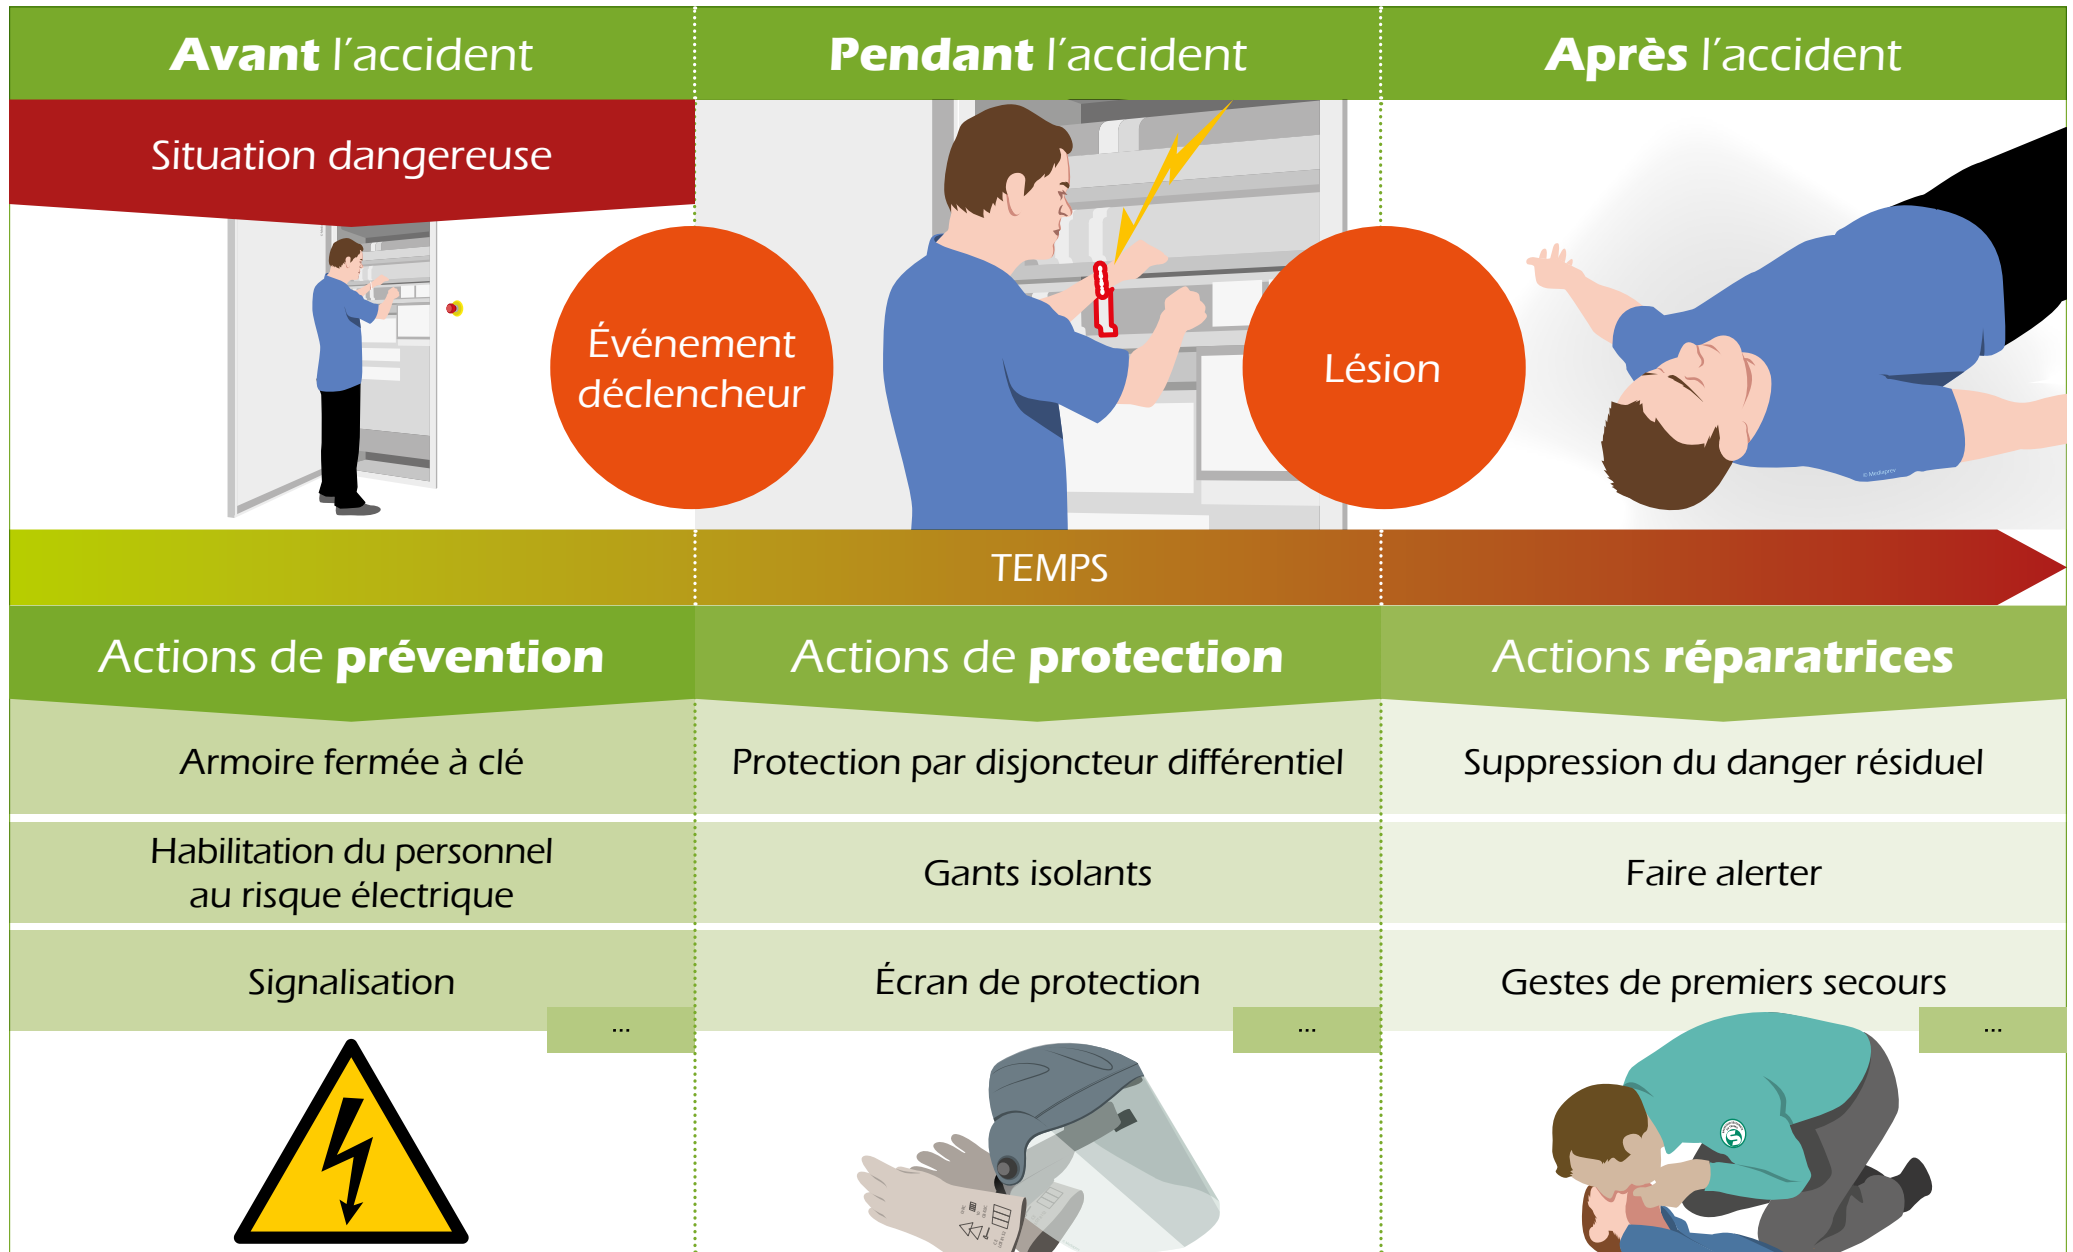 Avant l'accident
Pendant l'accident
Après l'accident
Situation dangereuse
Événement
déclencheur
Lésion
© Mediaprev
TEMPS
Actions de prévention
Actions de protection
Actions réparatrices
Armoire fermée à clé
Protection par disjoncteur différentiel
Suppression du danger résiduel
Habilitation du personnel
au risque électrique
Gants isolants
Faire alerter
Signalisation
Écran de protection
Gestes de premiers secours
...
...
...